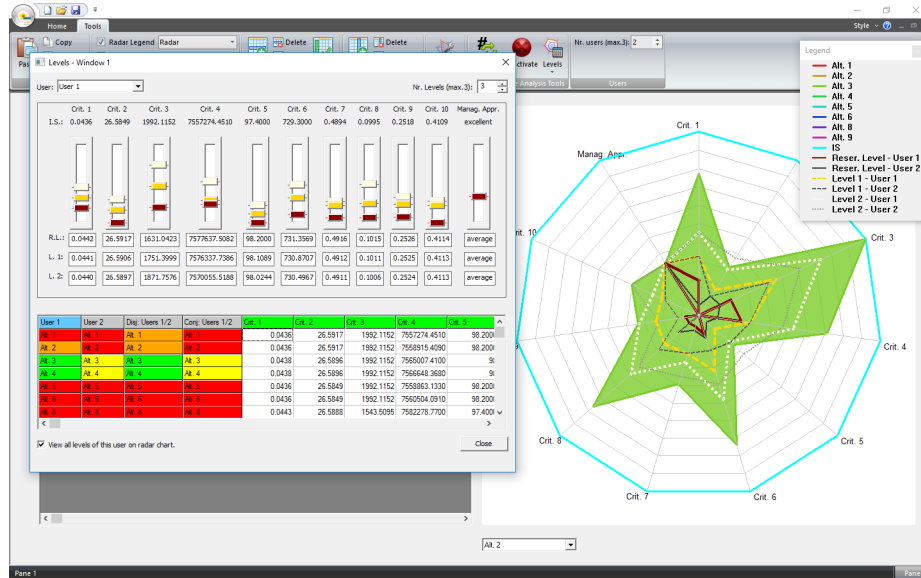 Home Tools
Style
Copy
Radar Legend Radar
Delete
Delete
Nr. users (max.3): 2
Levels
Analysis Tools
Users
Levels - Window 1
User: User 1
Nr. Levels (max.3): 3
Crit. 1 Crit. 2 Crit. 3 Crit. 4 Crit. 5 Crit. 6 Crit. 7 Crit. 8 Crit. 9 Crit. 10 Manag. Appr.
I.S.: 0.0436 26.5849 1992.1152 7557274.4510 97.4000 729.3000 0.4894 0.0995 0.2518 0.4109 excellent
R.L.: 0.0442 26.5917 1631.0423 7577637.5082 98.2000 731.3569 0.4916 0.1015 0.2526 0.4114 average
L. 1: 0.0441 26.5906 1751.3999 7576337.7386 98.1089 730.8707 0.4912 0.1011 0.2525 0.4113 average
L. 2: 0.0440 26.5897 1871.7576 7570055.5188 98.0244 730.4967 0.4911 0.1006 0.2524 0.4113 average
User 1 User 2 Disj: Users 1/2 Conj: Users 1/2 Crit. 1 Crit. 2 Crit. 3 Crit. 4 Crit. 5
Alt. 1 Alt. 1 Alt. 1 Alt. 1 0.0436 26.5917 1992.1152 7557274.4510 98.200
Alt. 2 Alt. 2 Alt. 2 Alt. 2 0.0436 26.5917 1992.1152 7558915.4090 98.200
Alt. 3 Alt. 3 Alt. 3 Alt. 3 0.0438 26.5896 1992.1152 7565007.4100 98
Alt. 4 Alt. 4 Alt. 4 Alt. 4 0.0438 26.5896 1992.1152 7566648.3680 98
Alt. 5 Alt. 5 Alt. 5 Alt. 5 0.0436 26.5849 1992.1152 7558863.1330 98.200
Alt. 6 Alt. 6 Alt. 6 Alt. 6 0.0436 26.5849 1992.1152 7560504.0910 98.200
Alt. 8 Alt. 8 Alt. 8 Alt. 8 0.0443 26.5888 1543.5095 7582278.7700 97.400
View all levels of this user on radar chart.
Close
Legend
Alt. 1
Alt. 2
Alt. 3
Alt. 4
Alt. 5
Alt. 6
Alt. 8
Alt. 9
IS
Reser. Level - User 1
Reser. Level - User 2
Level 1 - User 1
Level 1 - User 2
Level 2 - User 1
Level 2 - User 2
Crit. 1
Manag. Appr.
Crit. 3
Crit. 4
Crit. 5
Crit. 6
Crit. 7
Crit. 8
Alt. 2
Pane 1
Pane